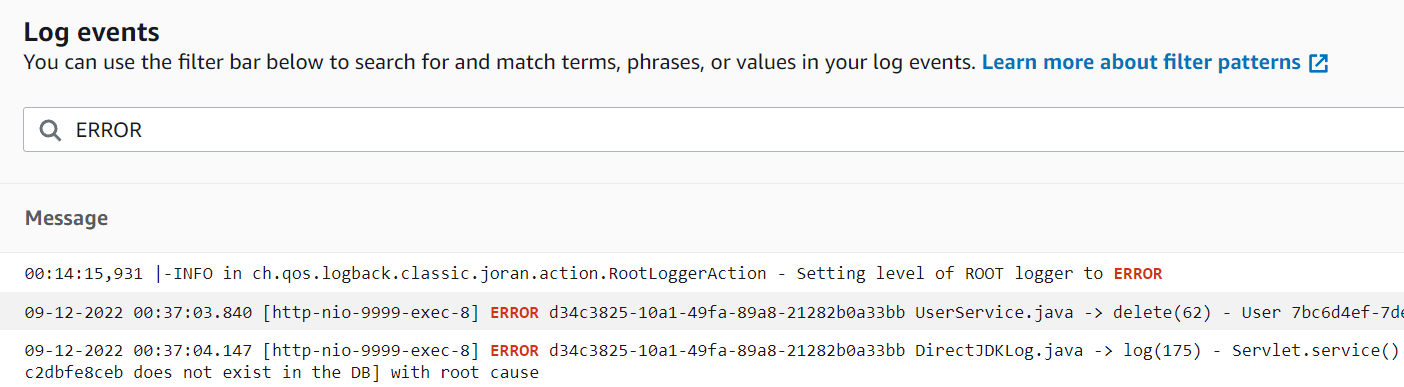 Log events
You can use the filter bar below to search for and match terms, phrases, or values in your log events. Learn more about filter patterns
ERROR
Message
00:14:15,931 |-INFO in ch.qos.logback.classic.joran.action.RootLoggerAction - Setting level of ROOT logger to ERROR
09-12-2022 00:37:03.840 [http-nio-9999-exec-8] ERROR d34c3825-10a1-49fa-89a8-21282b0a33bb UserService.java -> delete(62) - User 7bc6d4ef-7de
09-12-2022 00:37:04.147 [http-nio-9999-exec-8] ERROR d34c3825-10a1-49fa-89a8-21282b0a33bb DirectJDKLog.java -> log(175) - Servlet.service()
c2dbfe8ceb does not exist in the DB] with root cause